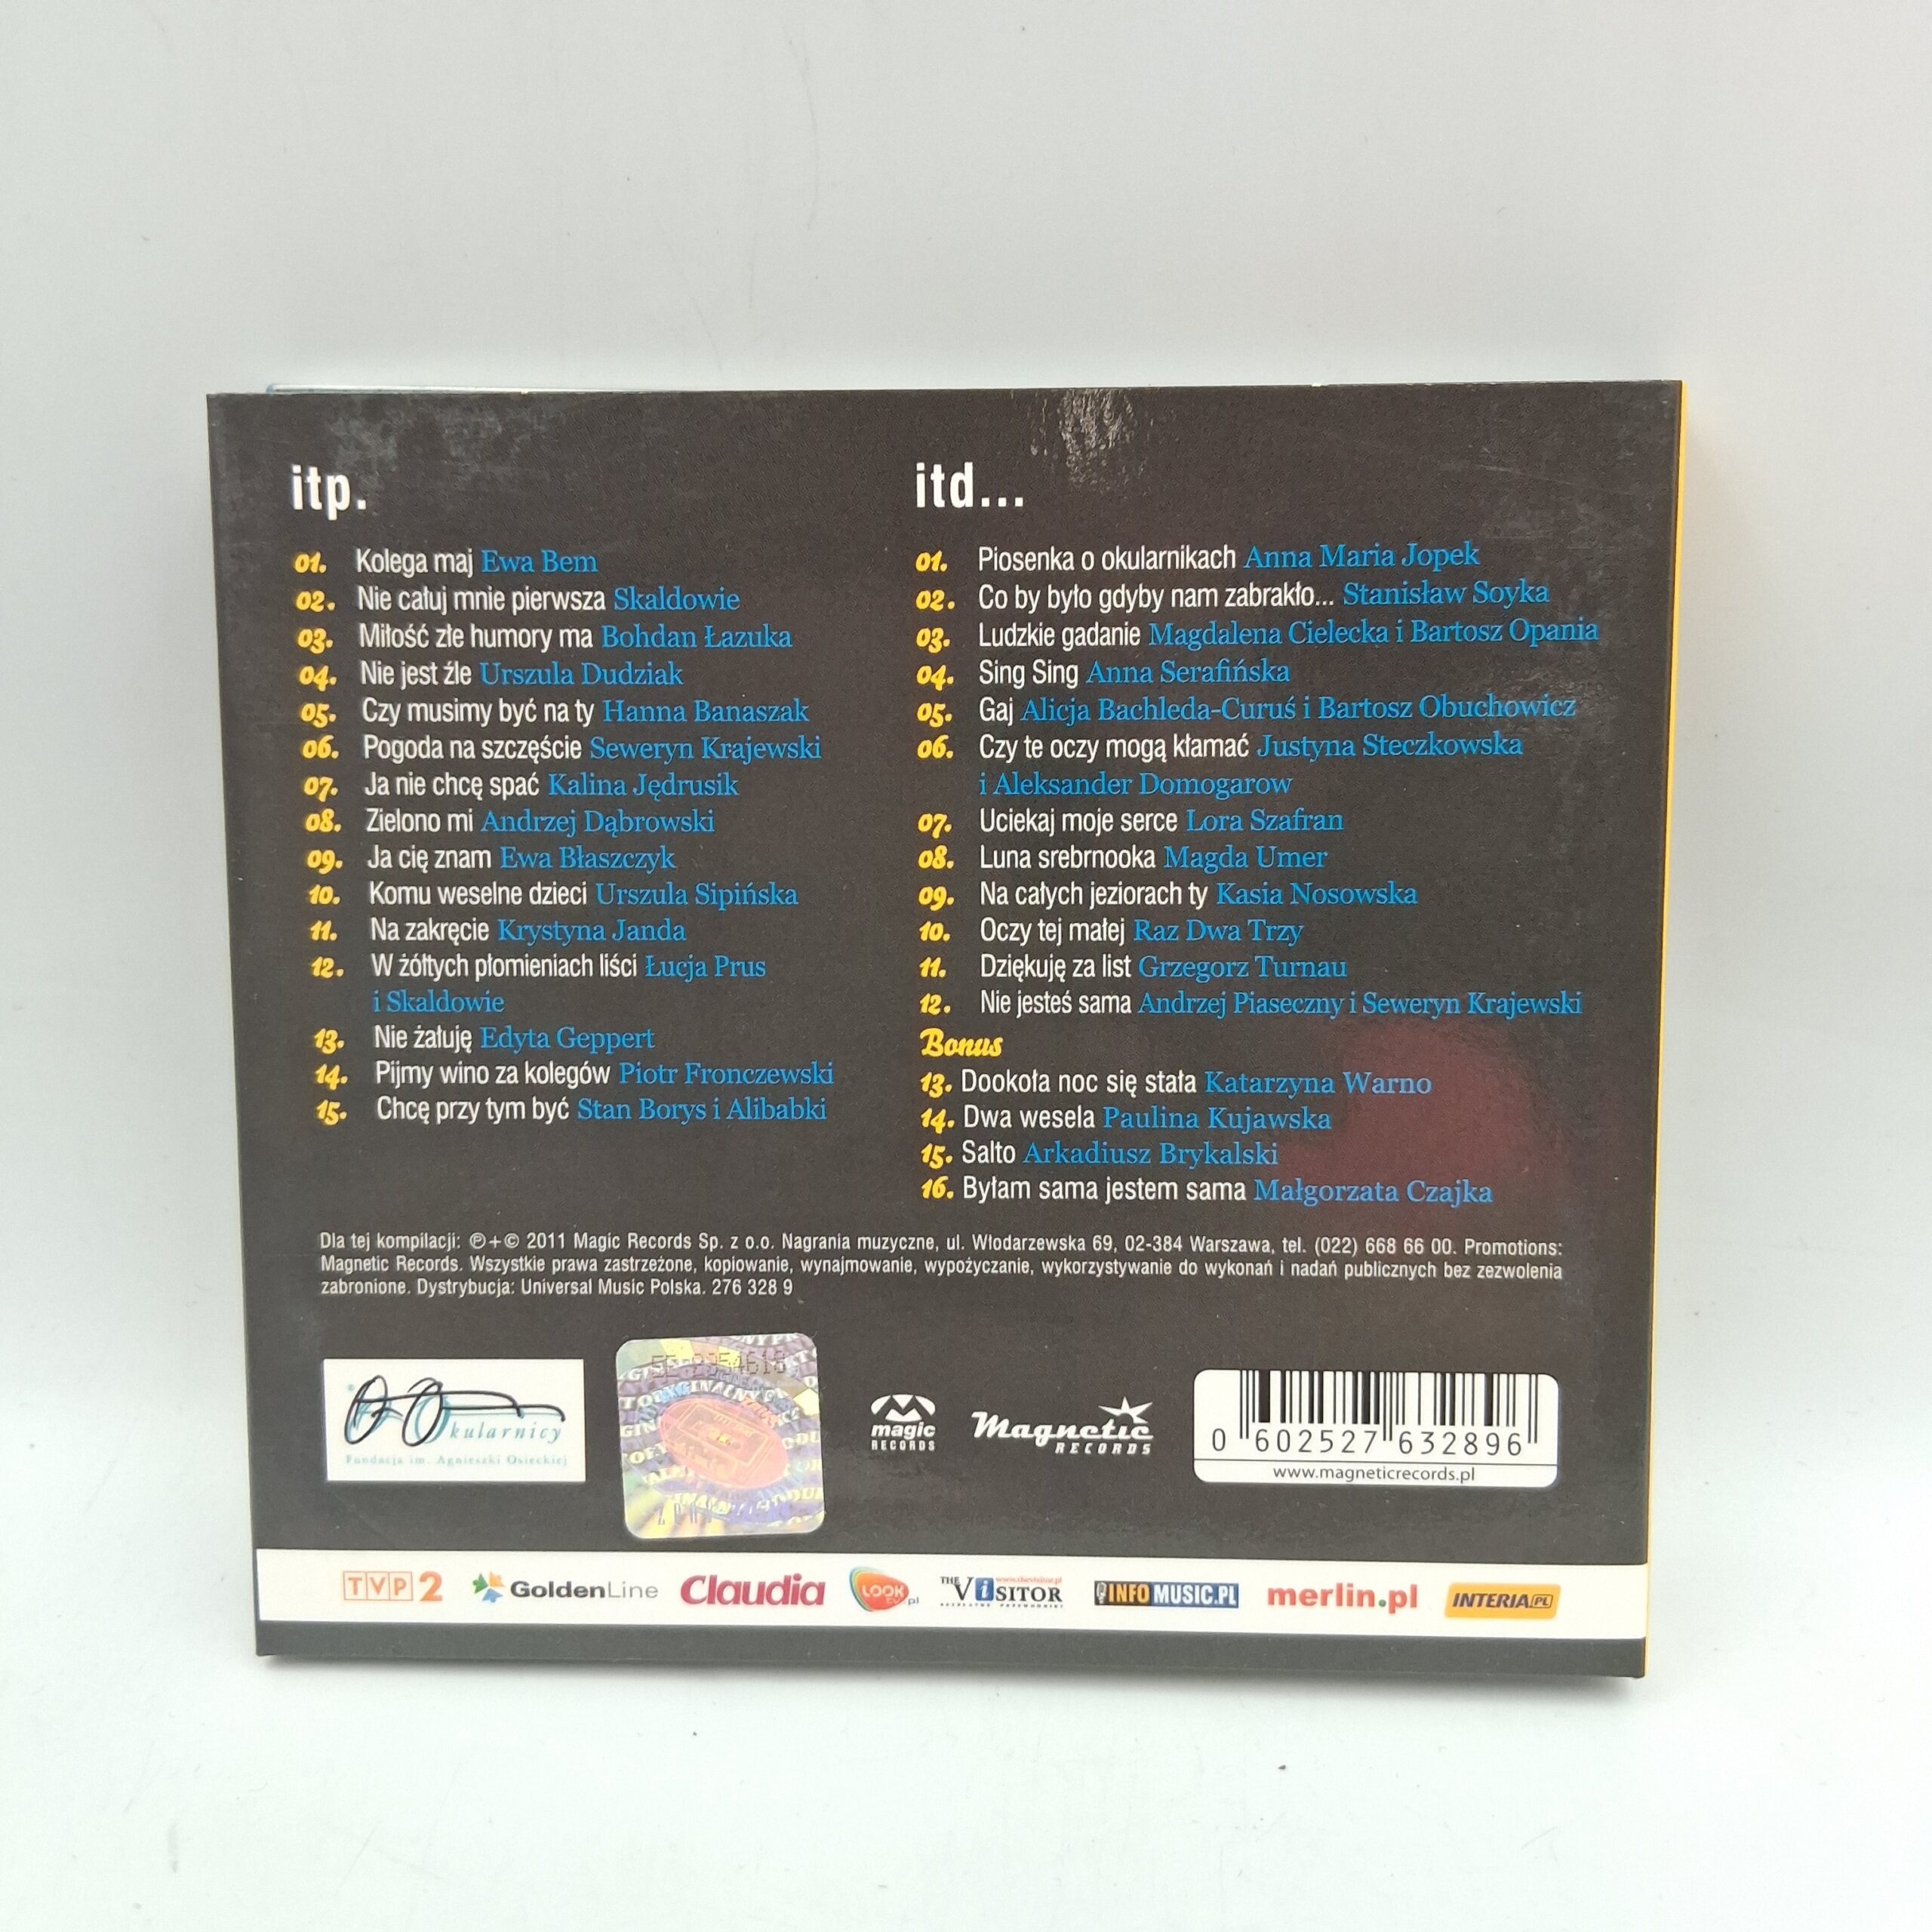 itp.
01. Kolega maj Ewa Bem
02. Nie całuj mnie pierwsza Skaldowie
03. Miłość złe humory ma Bohdan Łazuka
04. Nie jest źle Urszula Dudziak
05. Czy musimy być na ty Hanna Banaszak
06. Pogoda na szczęście Seweryn Krajewski
07. Ja nie chcę spać Kalina Jędrusik
08. Zielono mi Andrzej Dąbrowski
09. Ja cię znam Ewa Błaszczyk
10. Komu weselne dzieci Urszula Sipińska
11. Na zakręcie Krystyna Janda
12. W żółtych płomieniach liści Łucja Prus
i Skaldowie
13. Nie żałuję Edyta Geppert
14. Pijmy wino za kolegów Piotr Fronczewski
15. Chcę przy tym być Stan Borys i Alibabki
itd...
01. Piosenka o okularnikach Anna Maria Jopek
02. Co by było gdyby nam zabrakło... Stanisław Soyka
03. Ludzkie gadanie Magdalena Cielecka i Bartosz Opania
04. Sing Sing Anna Serafińska
05. Gaj Alicja Bachleda-Curuś i Bartosz Obuchowicz
06. Czy te oczy mogą kłamać Justyna Steczkowska
i Aleksander Domogarow
07. Uciekaj moje serce Lora Szafran
08. Luna srebrnooka Magda Umer
09. Na całych jeziorach ty Kasia Nosowska
10. Oczy tej małej Raz Dwa Trzy
11. Dziękuję za list Grzegorz Turnau
12. Nie jesteś sama Andrzej Piaseczny i Seweryn Krajewski
Bonus
13. Dookoła noc się stała Katarzyna Warno
14. Dwa wesela Paulina Kujawska
15. Salto Arkadiusz Brykalski
16. Byłam sama jestem sama Małgorzata Czajka
Dla tej kompilacji: ℗+© 2011 Magic Records Sp. z o.o. Nagrania muzyczne, ul. Włodarzewska 69, 02-384 Warszawa, tel. (022) 668 66 00. Promotions:
Magnetic Records. Wszystkie prawa zastrzeżone, kopiowanie, wynajmowanie, wypożyczanie, wykorzystywanie do wykonań i nadań publicznych bez zezwolenia
zabronione. Dystrybucja: Universal Music Polska. 276 328 9
Okularnicy
Fundacja im. Agnieszki Osieckiej
magic
RECORDS
Magnetic
RECORDS
0 602527 632896
www.magneticrecords.pl
TVP2 GoldenLine Claudia LOOK .pl THE ViSITOR INFOMUSIC.PL merlin.pl INTERIA.PL